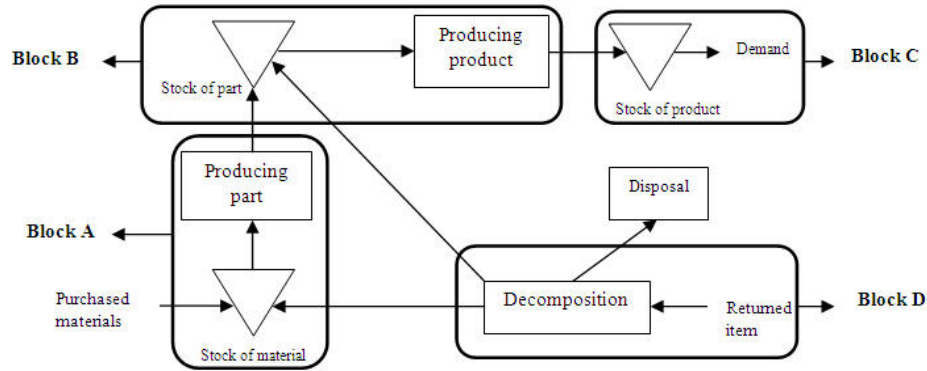 Block B
Stock of part
Producing
product
Demand
Stock of product
Block C
Producing
part
Disposal
Block A
Purchased
materials
Stock of material
Decomposition
Returned
item
Block D